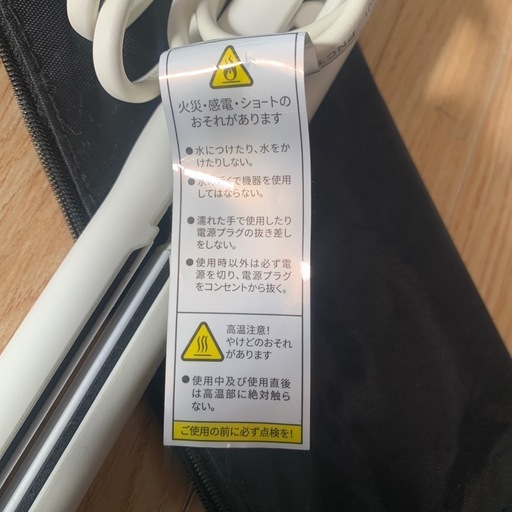 火災・感電・ショートの
おそれがあります
● 水につけたり、水をか
けたりしない。
● 水の近くで機器を使用
してはならない。
● 濡れた手で使用したり
電源プラグの抜き差し
をしない。
● 使用時以外は必ず電
源を切り、電源プラグ
をコンセントから抜く。
高温注意!
やけどのおそれ
があります
● 使用中及び使用直後
は高温部に絶対触ら
ない。
ご使用の前に必ず点検を!